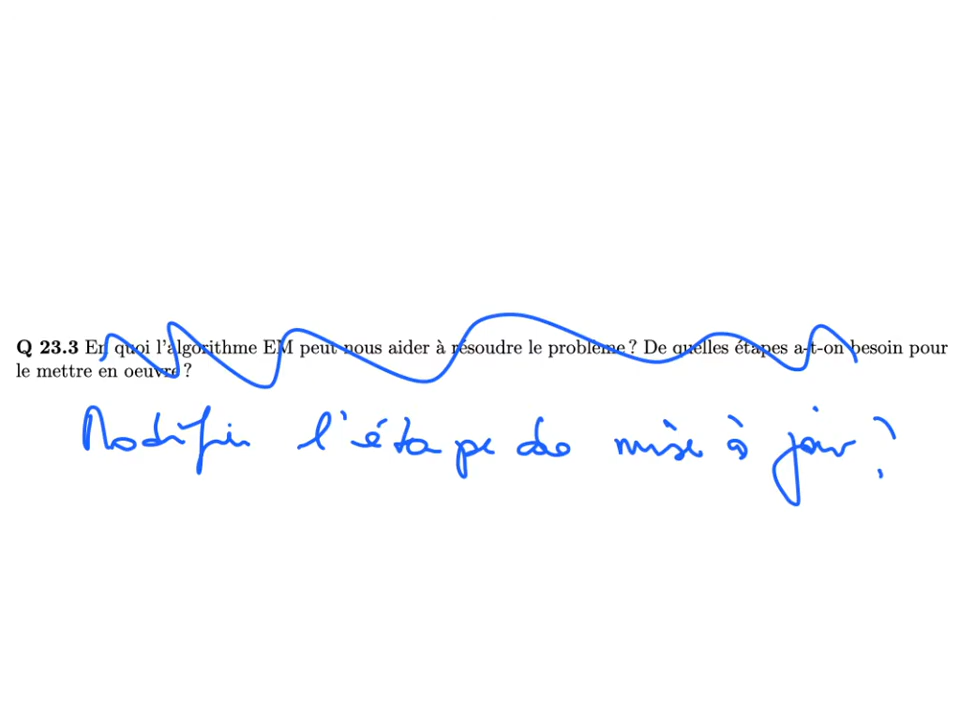 Q 23.3 En quoi l'algorithme EM peut nous aider à résoudre le problème ? De quelles étapes a-t-on besoin pour
le mettre en oeuvre ?
Modifier l'étape de mise à jour ?